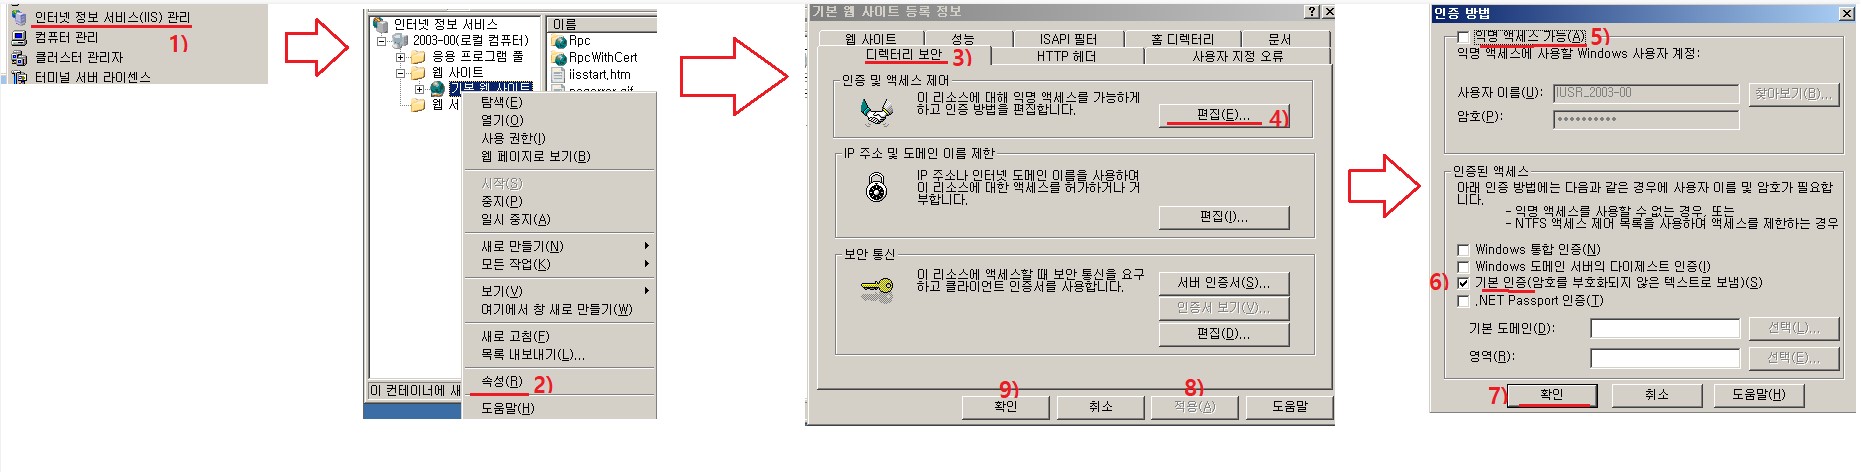 인터넷 정보 서비스(IIS) 관리
1)
컴퓨터 관리
클러스터 관리자
터미널 서버 라이센스
인터넷 정보 서비스
2003-00(로컬 컴퓨터)
응용 프로그램 풀
웹 사이트
기본 웹 사이트
웹 서
이름
Rpc
RpcWithCert
iisstart.htm
pagerror.gif
탐색(E)
열기(O)
사용 권한(I)
웹 페이지로 보기(B)
시작(S)
중지(P)
일시 중지(A)
새로 만들기(N)
모든 작업(K)
보기(V)
여기에서 창 새로 만들기(W)
새로 고침(F)
목록 내보내기(L)...
속성(R)
2)
도움말(H)
이 컨테이너에 새
기본 웹 사이트 등록 정보
웹 사이트
성능
ISAPI 필터
홈 디렉터리
문서
디렉터리 보안
3)
HTTP 헤더
사용자 지정 오류
인증 및 액세스 제어
이 리소스에 대해 익명 액세스를 가능하게
하고 인증 방법을 편집합니다.
편집(E)...
4)
IP 주소 및 도메인 이름 제한
IP 주소나 인터넷 도메인 이름을 사용하여
이 리소스에 대한 액세스를 허가하거나 거
부합니다.
편집(I)...
보안 통신
이 리소스에 액세스할 때 보안 통신을 요구
하고 클라이언트 인증서를 사용합니다.
서버 인증서(S)...
인증서 보기(V)...
편집(D)...
9)
8)
확인
취소
적용(A)
도움말
인증 방법
익명 액세스 가능(A)
5)
익명 액세스에 사용할 Windows 사용자 계정:
사용자 이름(U):
IUSR_2003-00
찾아보기(B)...
암호(P):
●●●●●●●●●●
인증된 액세스
아래 인증 방법에는 다음과 같은 경우에 사용자 이름 및 암호가 필요합
니다.
- 익명 액세스를 사용할 수 없는 경우, 또는
- NTFS 액세스 제어 목록을 사용하여 액세스를 제한하는 경우
Windows 통합 인증(N)
Windows 도메인 서버의 다이제스트 인증(I)
6)
기본 인증(암호를 부호화되지 않은 텍스트로 보냄)(S)
.NET Passport 인증(T)
기본 도메인(D):
선택(L)...
영역(R):
선택(E)...
7)
확인
취소
도움말(H)